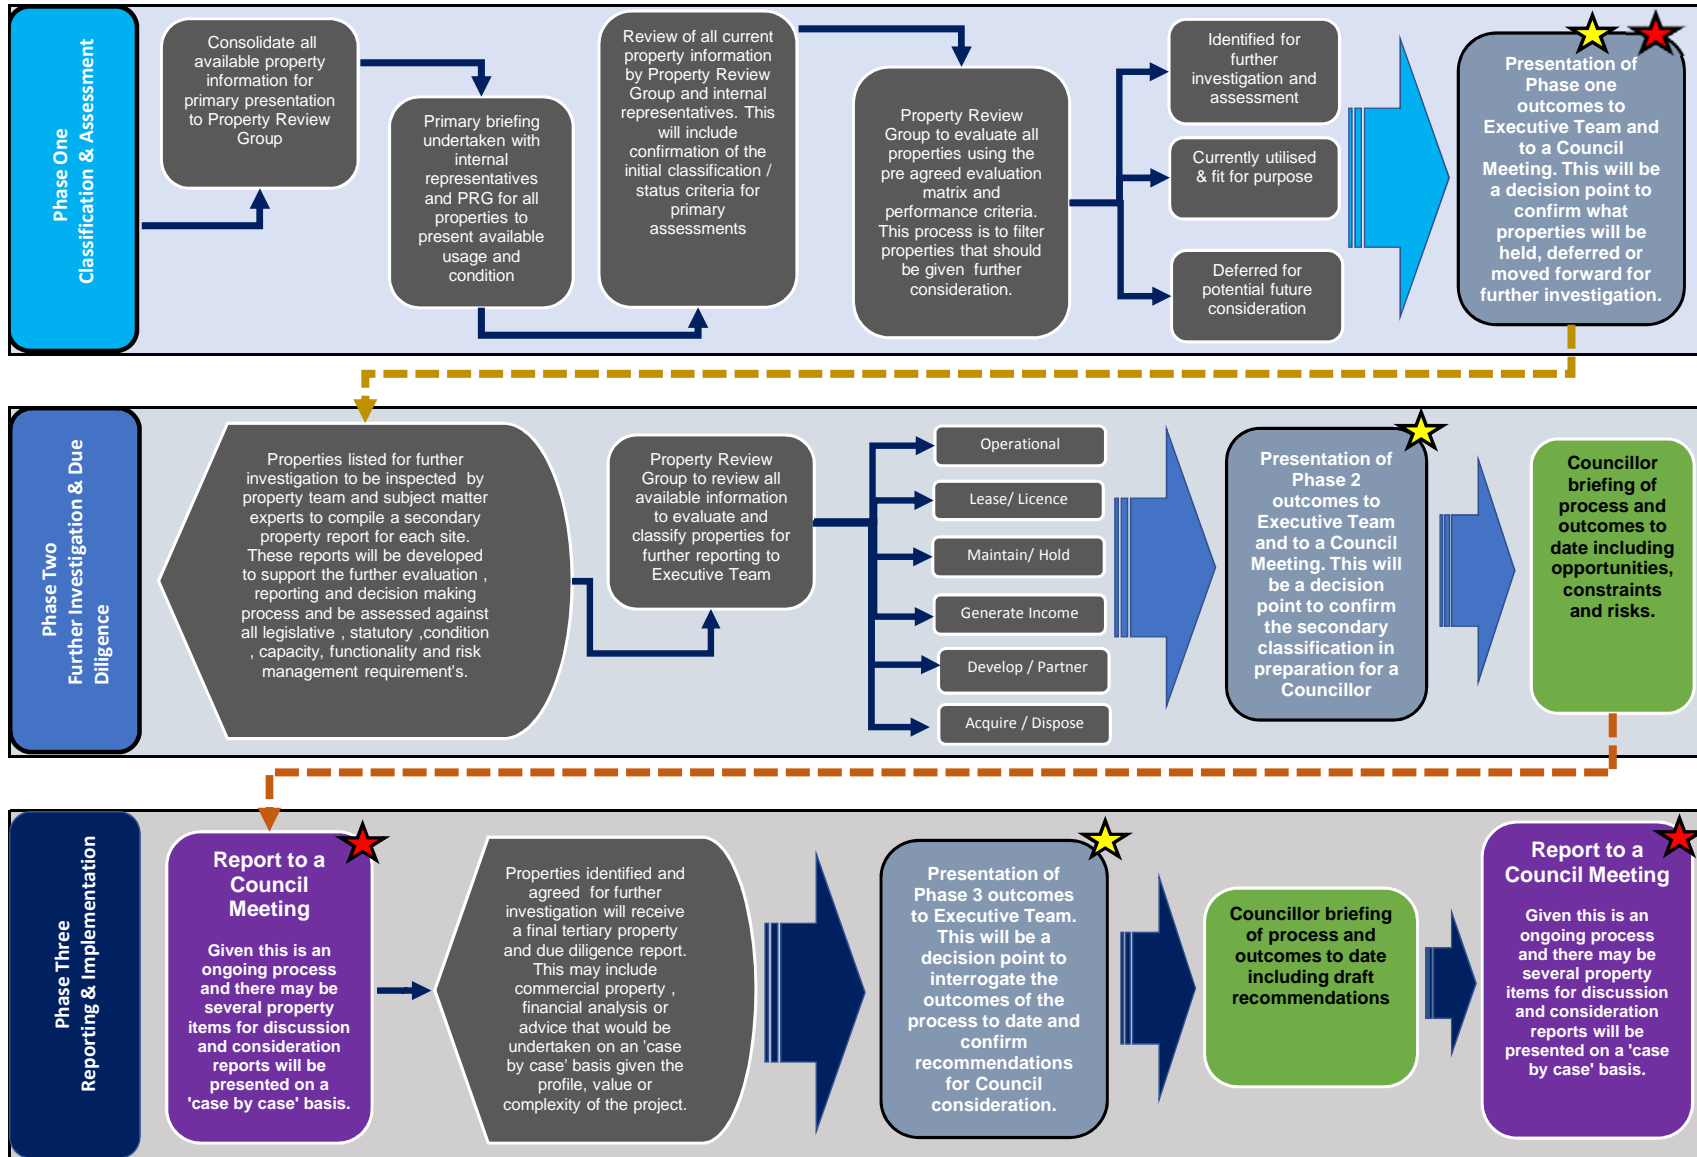 Phase One
Classification & Assessment
Consolidate all
available property
information for
primary presentation
to Property Review
Group
Primary briefing
undertaken with
internal
representatives
and PRG for all
properties to
present available
usage and
condition
Review of all current
property information
by Property Review
Group and internal
representatives. This
will include
confirmation of the
initial classification /
status criteria for
primary
assessments
Property Review
Group to evaluate all
properties using the
pre agreed evaluation
matrix and
performance criteria.
This process is to filter
properties that should
be given further
consideration.
Identified for
further
investigation and
assessment
Currently utilised
& fit for purpose
Deferred for
potential future
consideration
Presentation of
Phase one
outcomes to
Executive Team and
to a Council
Meeting. This will be
a decision point to
confirm what
properties will be
held, deferred or
moved forward for
further investigation.
Phase Two
Further Investigation & Due
Diligence
Properties listed for further
investigation to be inspected by
property team and subject matter
experts to compile a secondary
property report for each site.
These reports will be developed
to support the further evaluation ,
reporting and decision making
process and be assessed against
all legislative , statutory ,condition
, capacity, functionality and risk
management requirement's.
Property Review
Group to review all
available information
to evaluate and
classify properties for
further reporting to
Executive Team
Operational
Lease/ Licence
Maintain/ Hold
Generate Income
Develop / Partner
Acquire / Dispose
Presentation of
Phase 2
outcomes to
Executive Team
and to a Council
Meeting. This will
be a decision
point to confirm
the secondary
classification in
preparation for a
Councillor
Councillor
briefing of
process and
outcomes to
date including
opportunities,
constraints
and risks.
Phase Three
Reporting & Implementation
Report to a
Council
Meeting
Given this is an
ongoing process
and there may be
several property
items for discussion
and consideration
reports will be
presented on a
'case by case' basis.
Properties identified and
agreed for further
investigation will receive
a final tertiary property
and due diligence report.
This may include
commercial property ,
financial analysis or
advice that would be
undertaken on an 'case
by case' basis given the
profile, value or
complexity of the project.
Presentation of
Phase 3 outcomes
to Executive Team.
This will be a
decision point to
interrogate the
outcomes of the
process to date and
confirm
recommendations
for Council
consideration.
Councillor briefing
of process and
outcomes to date
including draft
recommendations
Report to a
Council Meeting
Given this is an
ongoing process
and there may be
several property
items for discussion
and consideration
reports will be
presented on a 'case
by case' basis.